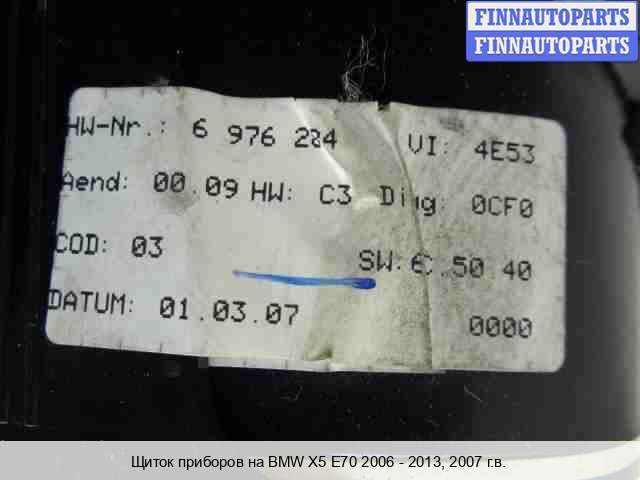 FINNAUTOPARTS
FINNAUTOPARTS
HW-Nr.: 6 976 284 VI: 4E53
Aend: 00.09 HW: C3 Diag: 0CF0
COD: 03 SW. 50.40
DATUM: 01.03.07 0000
Щиток приборов на BMW X5 E70 2006 - 2013, 2007 г.в.